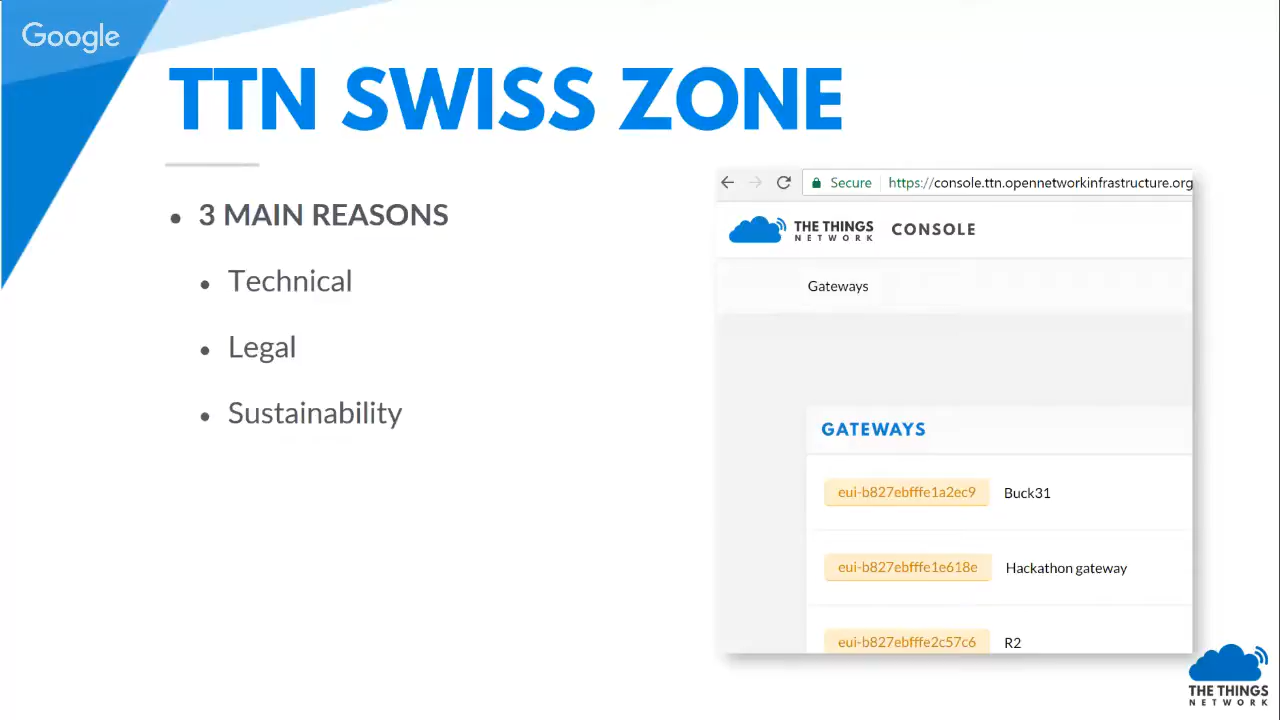 Google
TTN SWISS ZONE
3 MAIN REASONS
Technical
Legal
Sustainability
Secure https://console.ttn.opennetworkinfrastructure.org
THE THINGS NETWORK CONSOLE
Gateways
GATEWAYS
eui-b827ebfffe1a2ec9 Buck31
eui-b827ebfffe1e618e Hackathon gateway
eui-b827ebfffe2c57c6 R2
THE THINGS
NETWORK